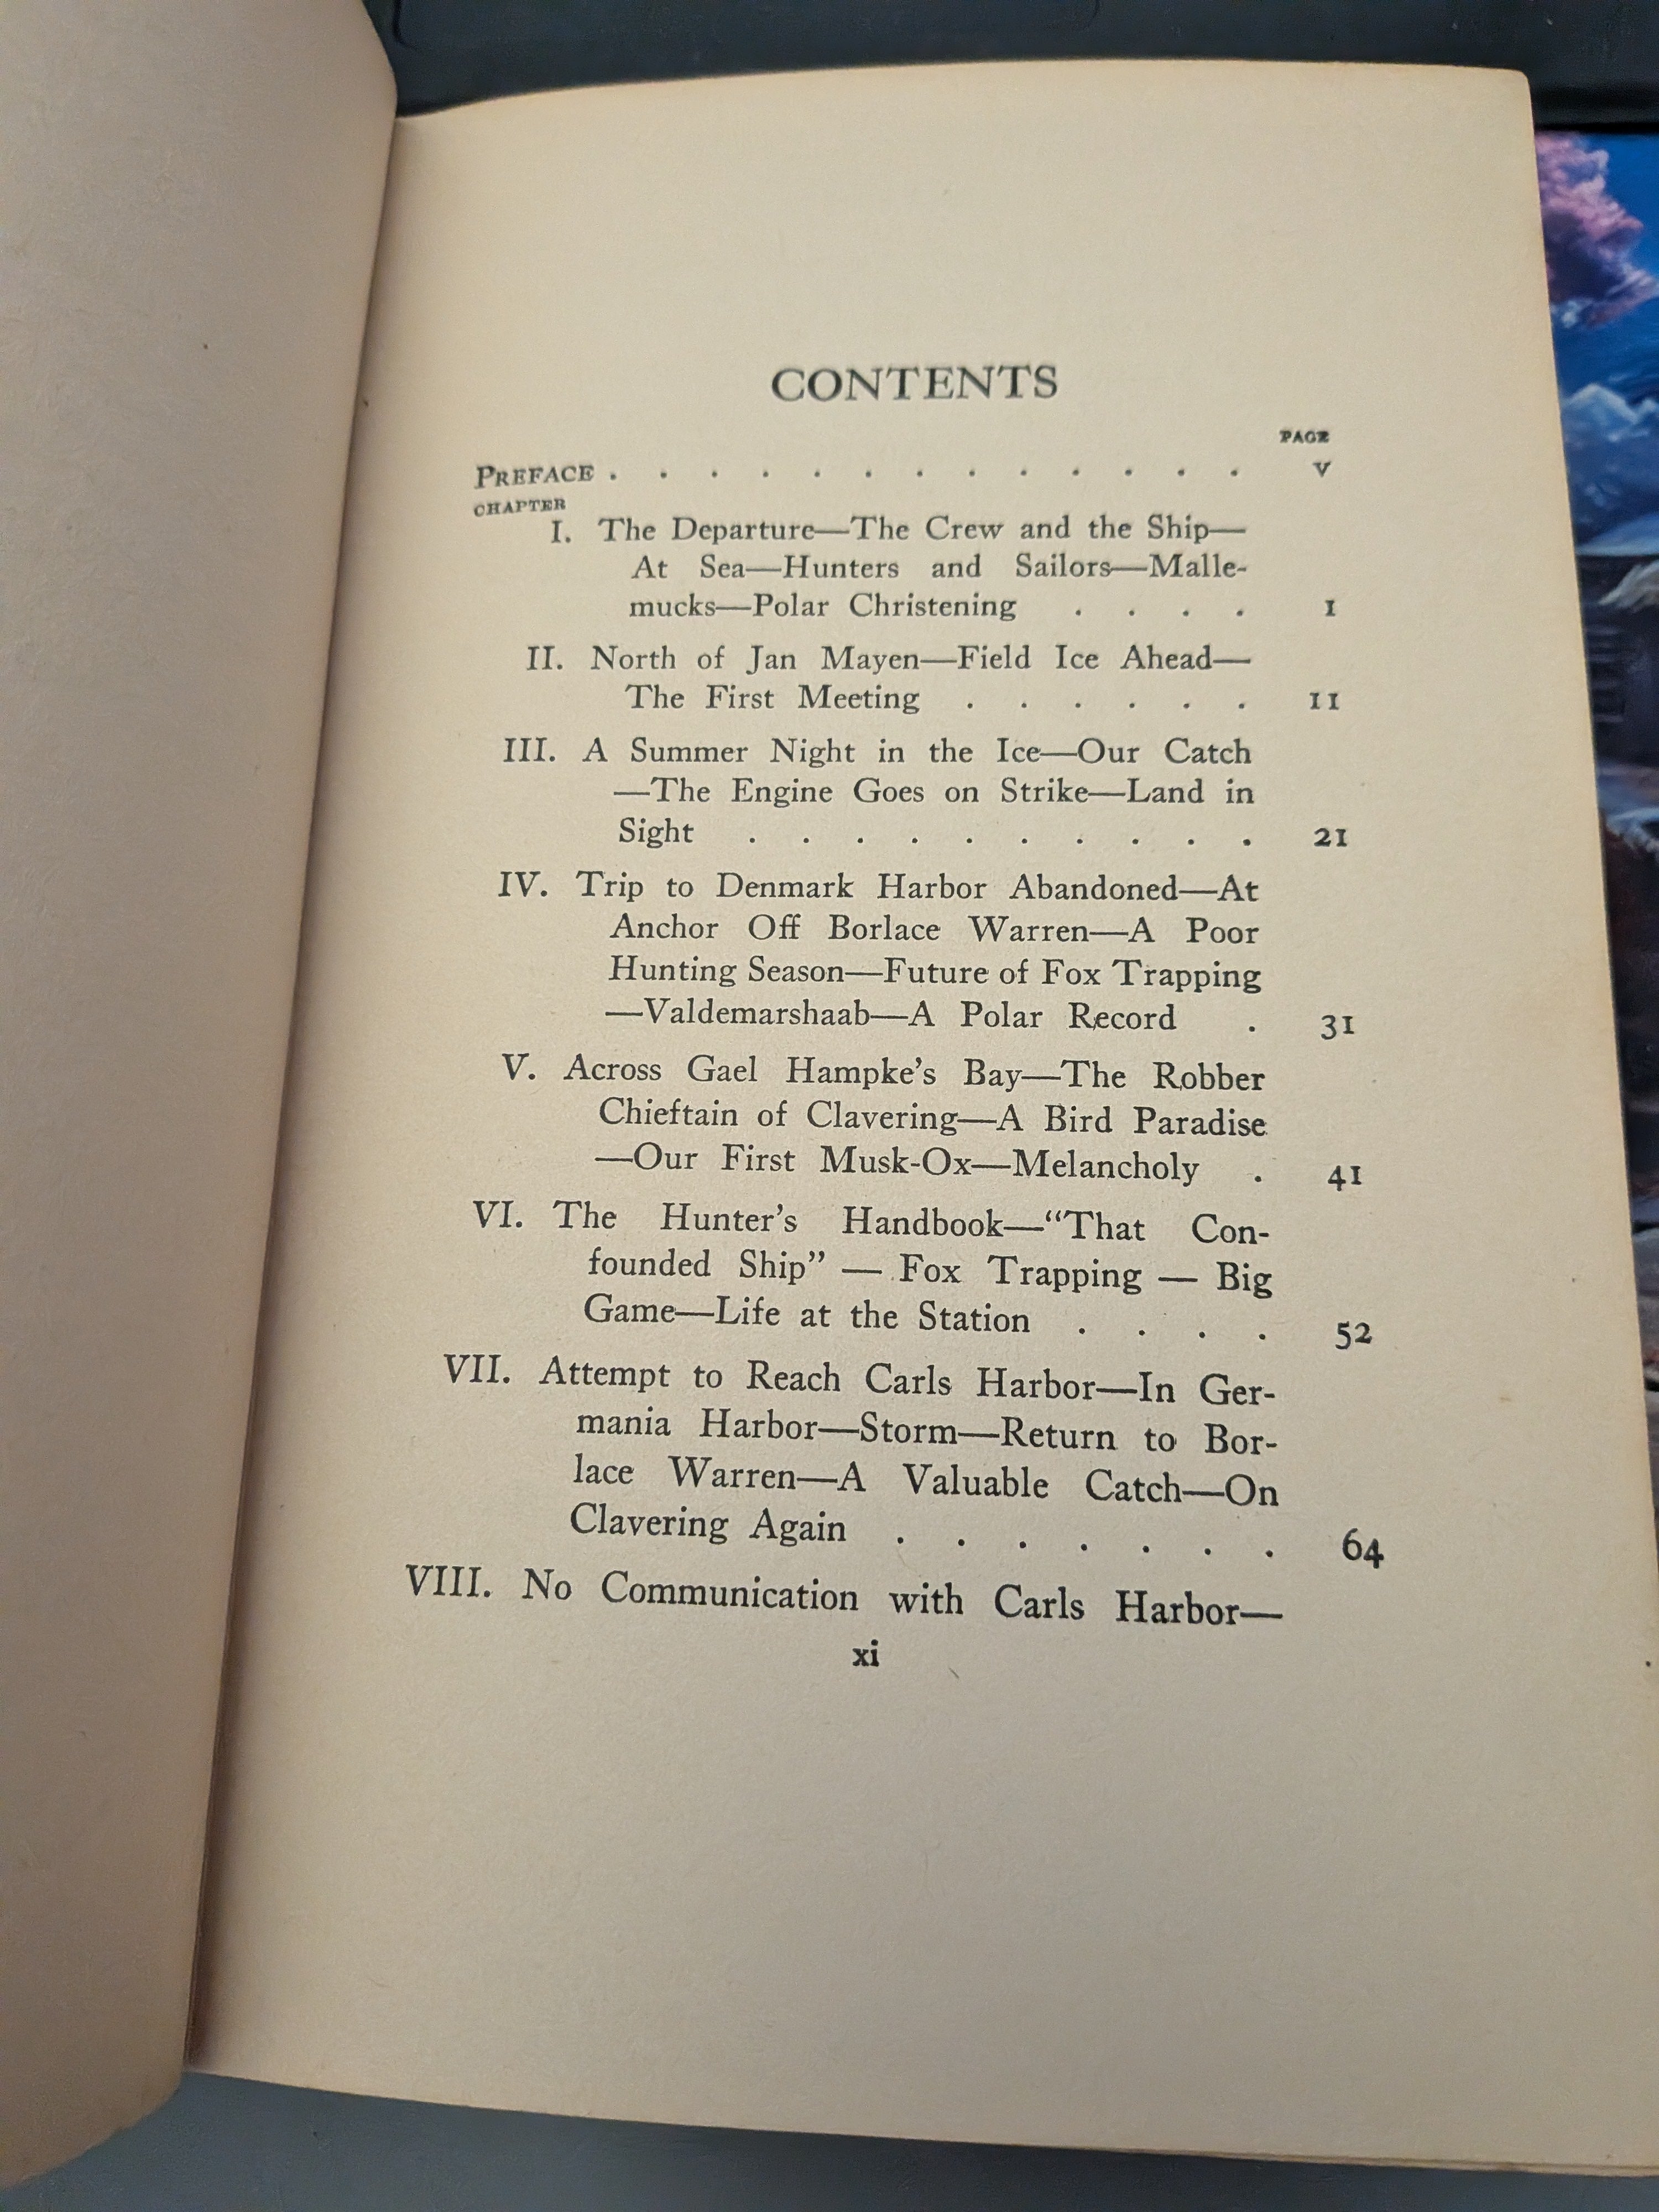 CONTENTS
PAGE
PREFACE . . . . . . . . . . . . . v
CHAPTER
I. The Departure—The Crew and the Ship—
At Sea—Hunters and Sailors—Malle-
mucks—Polar Christening . . . . 1
II. North of Jan Mayen—Field Ice Ahead—
The First Meeting . . . . . . 11
III. A Summer Night in the Ice—Our Catch
—The Engine Goes on Strike—Land in
Sight . . . . . . . . . . 21
IV. Trip to Denmark Harbor Abandoned—At
Anchor Off Borlace Warren—A Poor
Hunting Season—Future of Fox Trapping
—Valdemarshaab—A Polar Record . 31
V. Across Gael Hampke's Bay—The Robber
Chieftain of Clavering—A Bird Paradise
—Our First Musk-Ox—Melancholy . 41
VI. The Hunter's Handbook—"That Con-
founded Ship" — Fox Trapping — Big
Game—Life at the Station . . . . 52
VII. Attempt to Reach Carls Harbor—In Ger-
mania Harbor—Storm—Return to Bor-
lace Warren—A Valuable Catch—On
Clavering Again . . . . . . . 64
VIII. No Communication with Carls Harbor—
xi